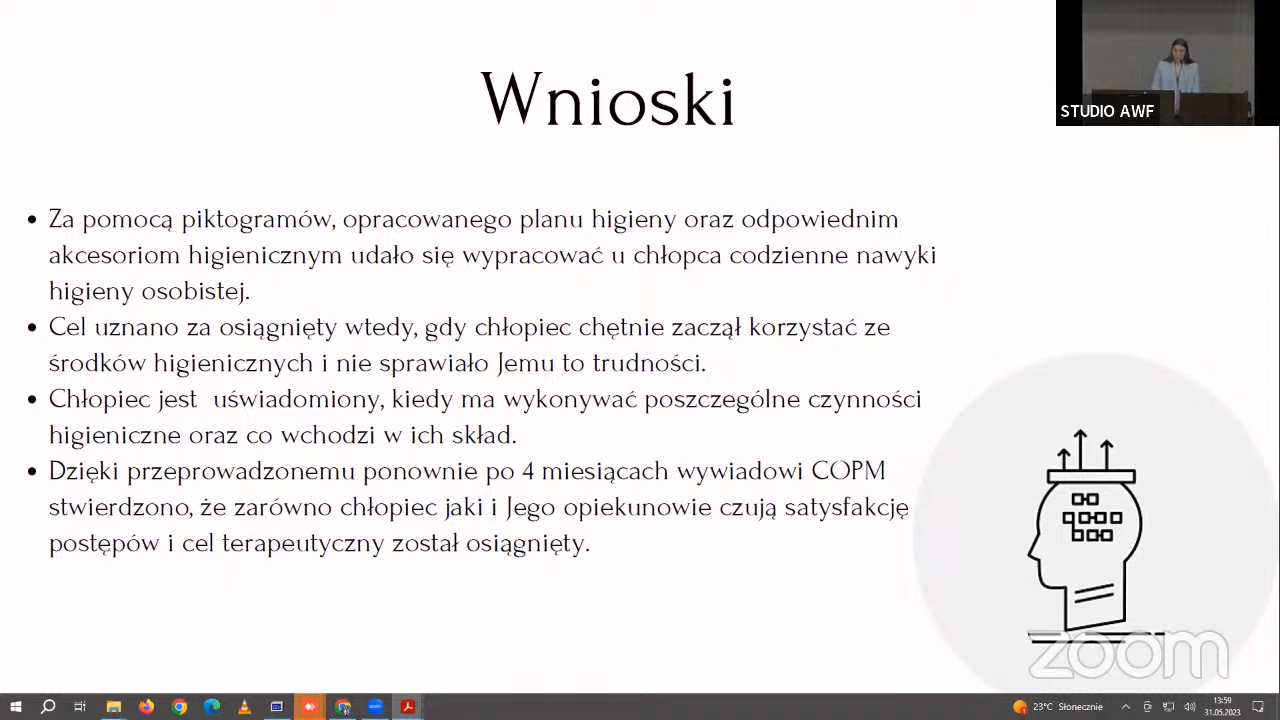 Wnioski
STUDIO AWF
• Za pomocą piktogramów, opracowanego planu higieny oraz odpowiednim
akcesoriom higienicznym udało się wypracować u chłopca codzienne nawyki
higieny osobistej.
• Cel uznano za osiągnięty wtedy, gdy chłopiec chętnie zaczął korzystać ze
środków higienicznych i nie sprawiało Jemu to trudności.
• Chłopiec jest  uświadomiony, kiedy ma wykonywać poszczególne czynności
higieniczne oraz co wchodzi w ich skład.
• Dzięki przeprowadzonemu ponownie po 4 miesiącach wywiadowi COPM
stwierdzono, że zarówno chłopiec jaki i Jego opiekunowie czują satysfakcję
postępów i cel terapeutyczny został osiągnięty.
zoom
23°C Słonecznie
13:59
31.05.2023